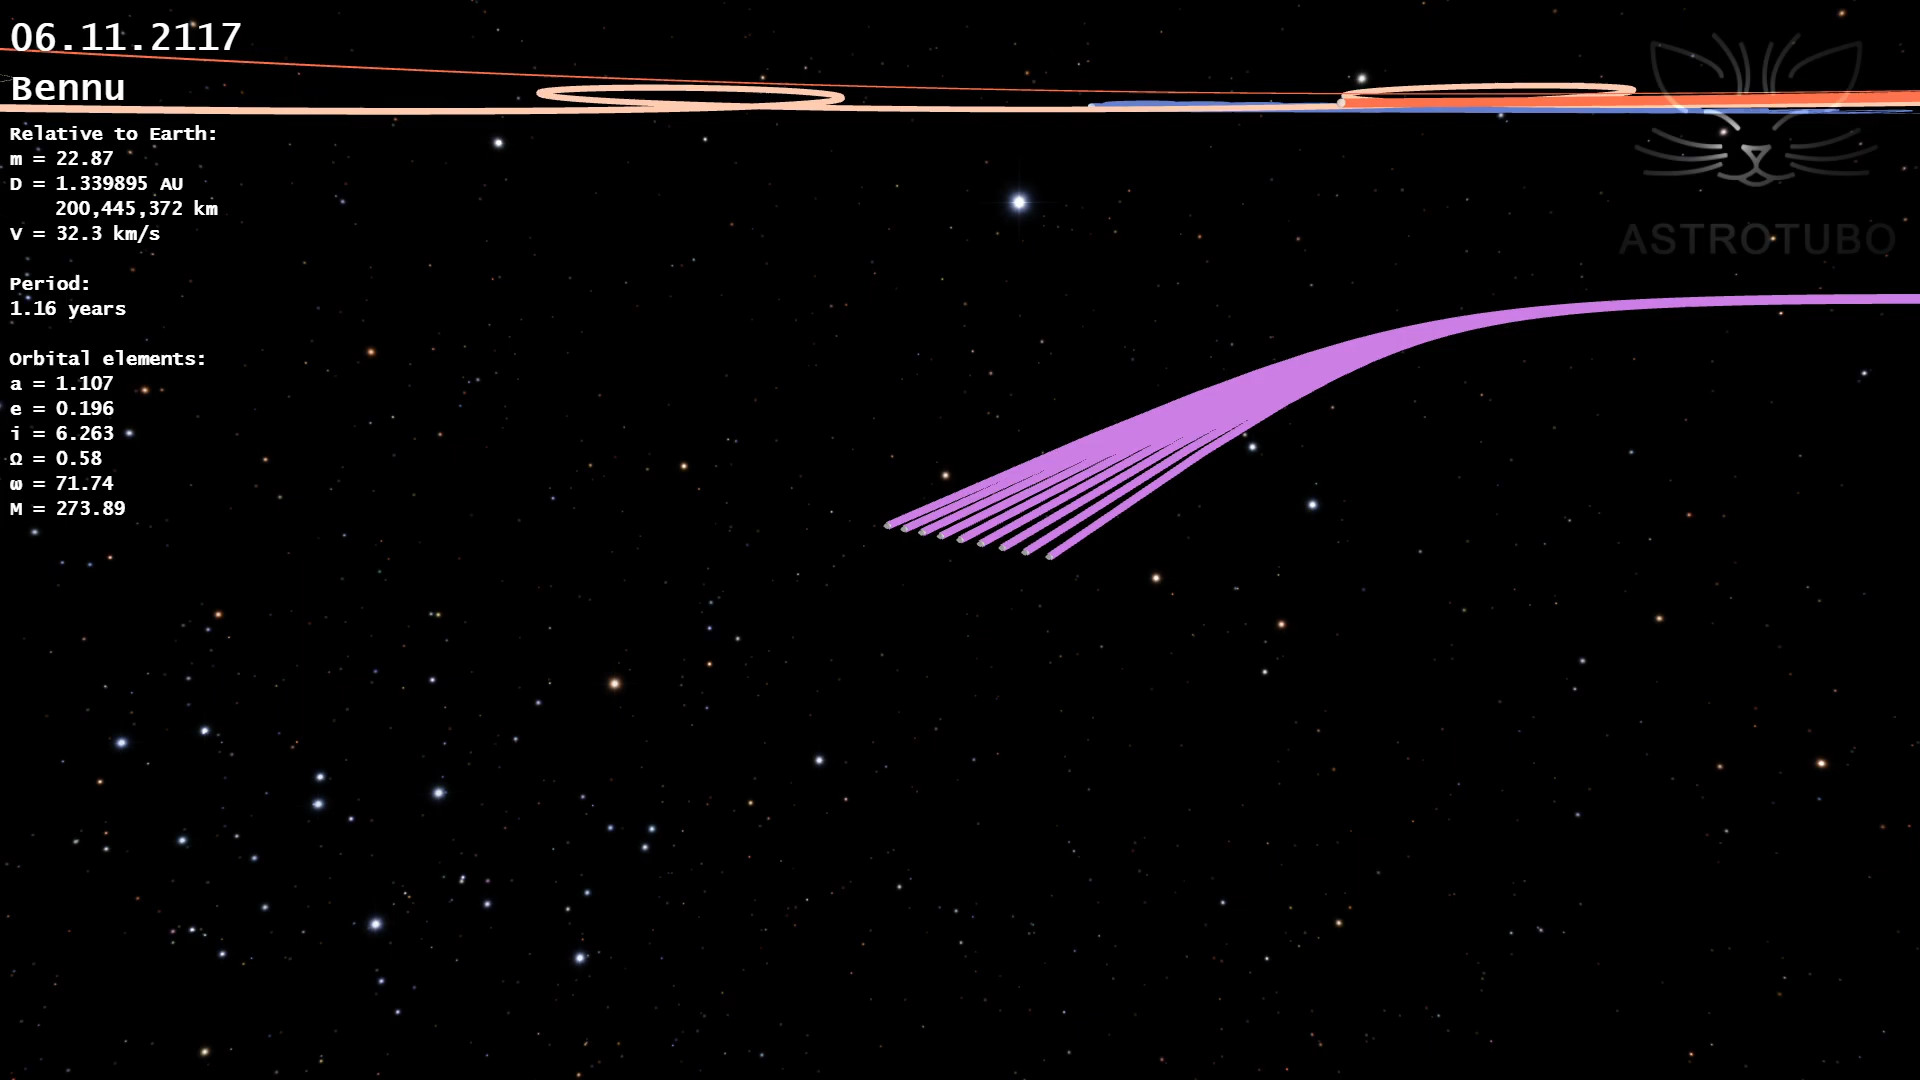 06.11.2117
Bennu
Relative to Earth:
m = 22.87
D = 1.339895 AU
200,445,372 km
V = 32.3 km/s
Period:
1.16 years
Orbital elements:
a = 1.107
e = 0.196
i = 6.263
Ω = 0.58
ω = 71.74
M = 273.89
ASTROTUBO